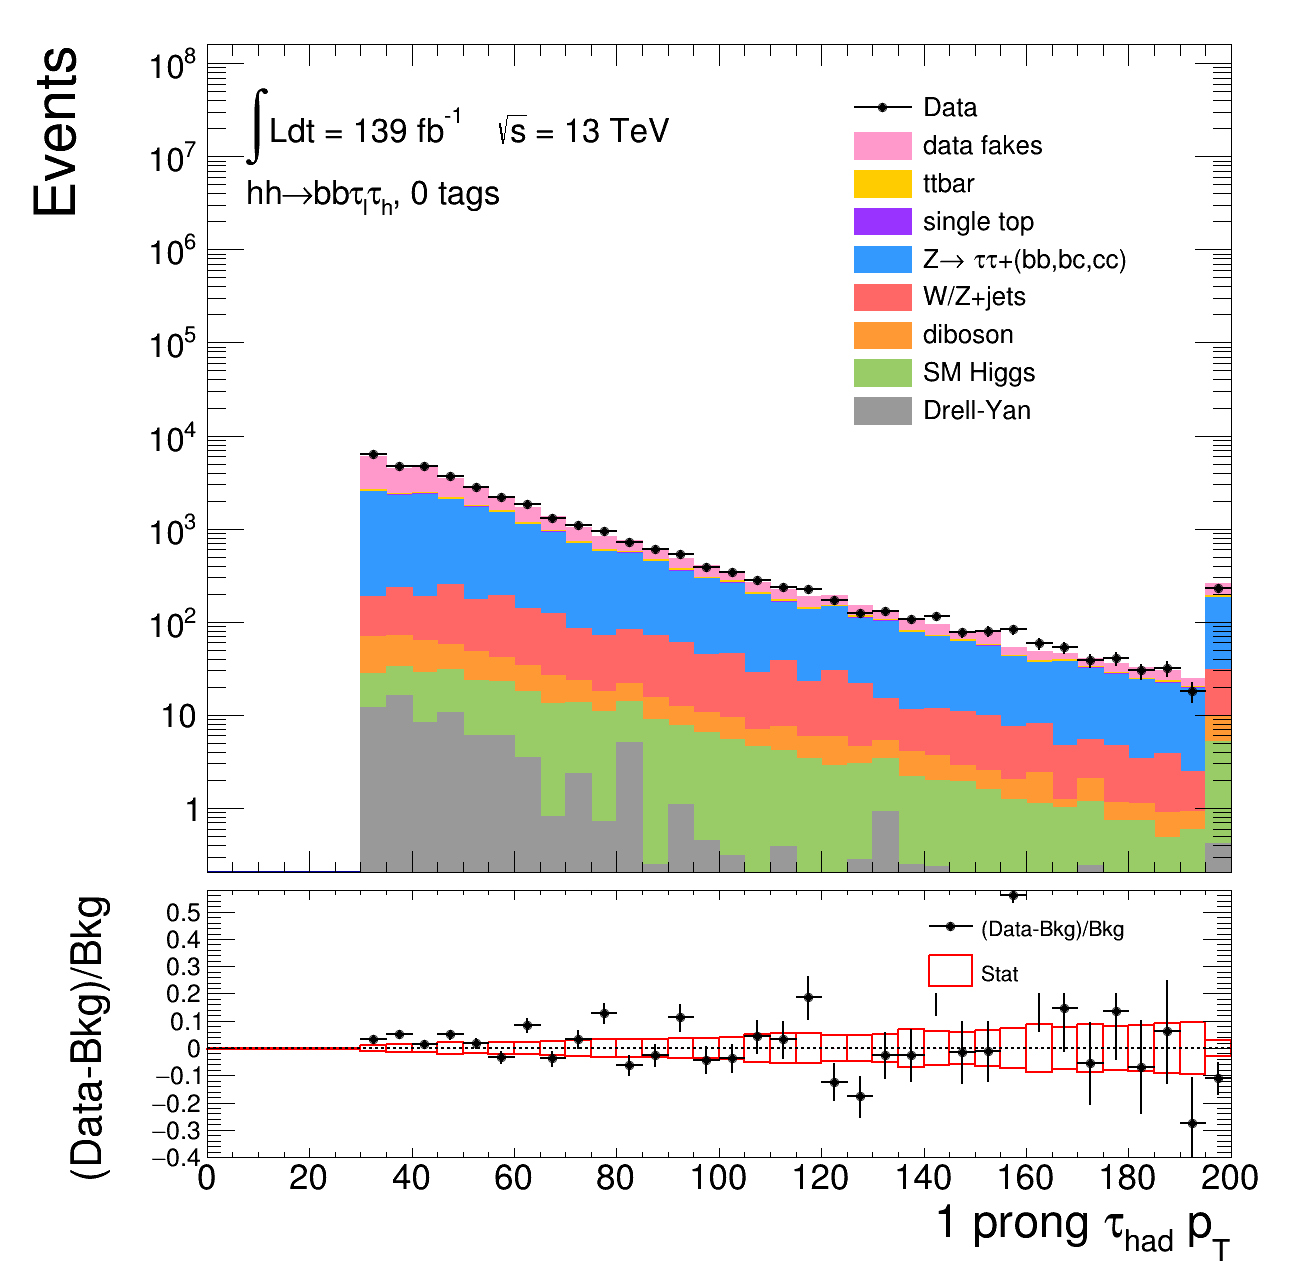 Events
10⁸
10⁷
10⁶
10⁵
10⁴
10³
10²
10
1
∫Ldt = 139 fb⁻¹ √s = 13 TeV
hh→bbτₗτₕ, 0 tags
Data
data fakes
ttbar
single top
Z→ ττ+(bb,bc,cc)
W/Z+jets
diboson
SM Higgs
Drell-Yan
(Data-Bkg)/Bkg
0.5
0.4
0.3
0.2
0.1
0
−0.1
−0.2
−0.3
−0.4
(Data-Bkg)/Bkg
Stat
0 20 40 60 80 100 120 140 160 180 200
1 prong τ_had p_T